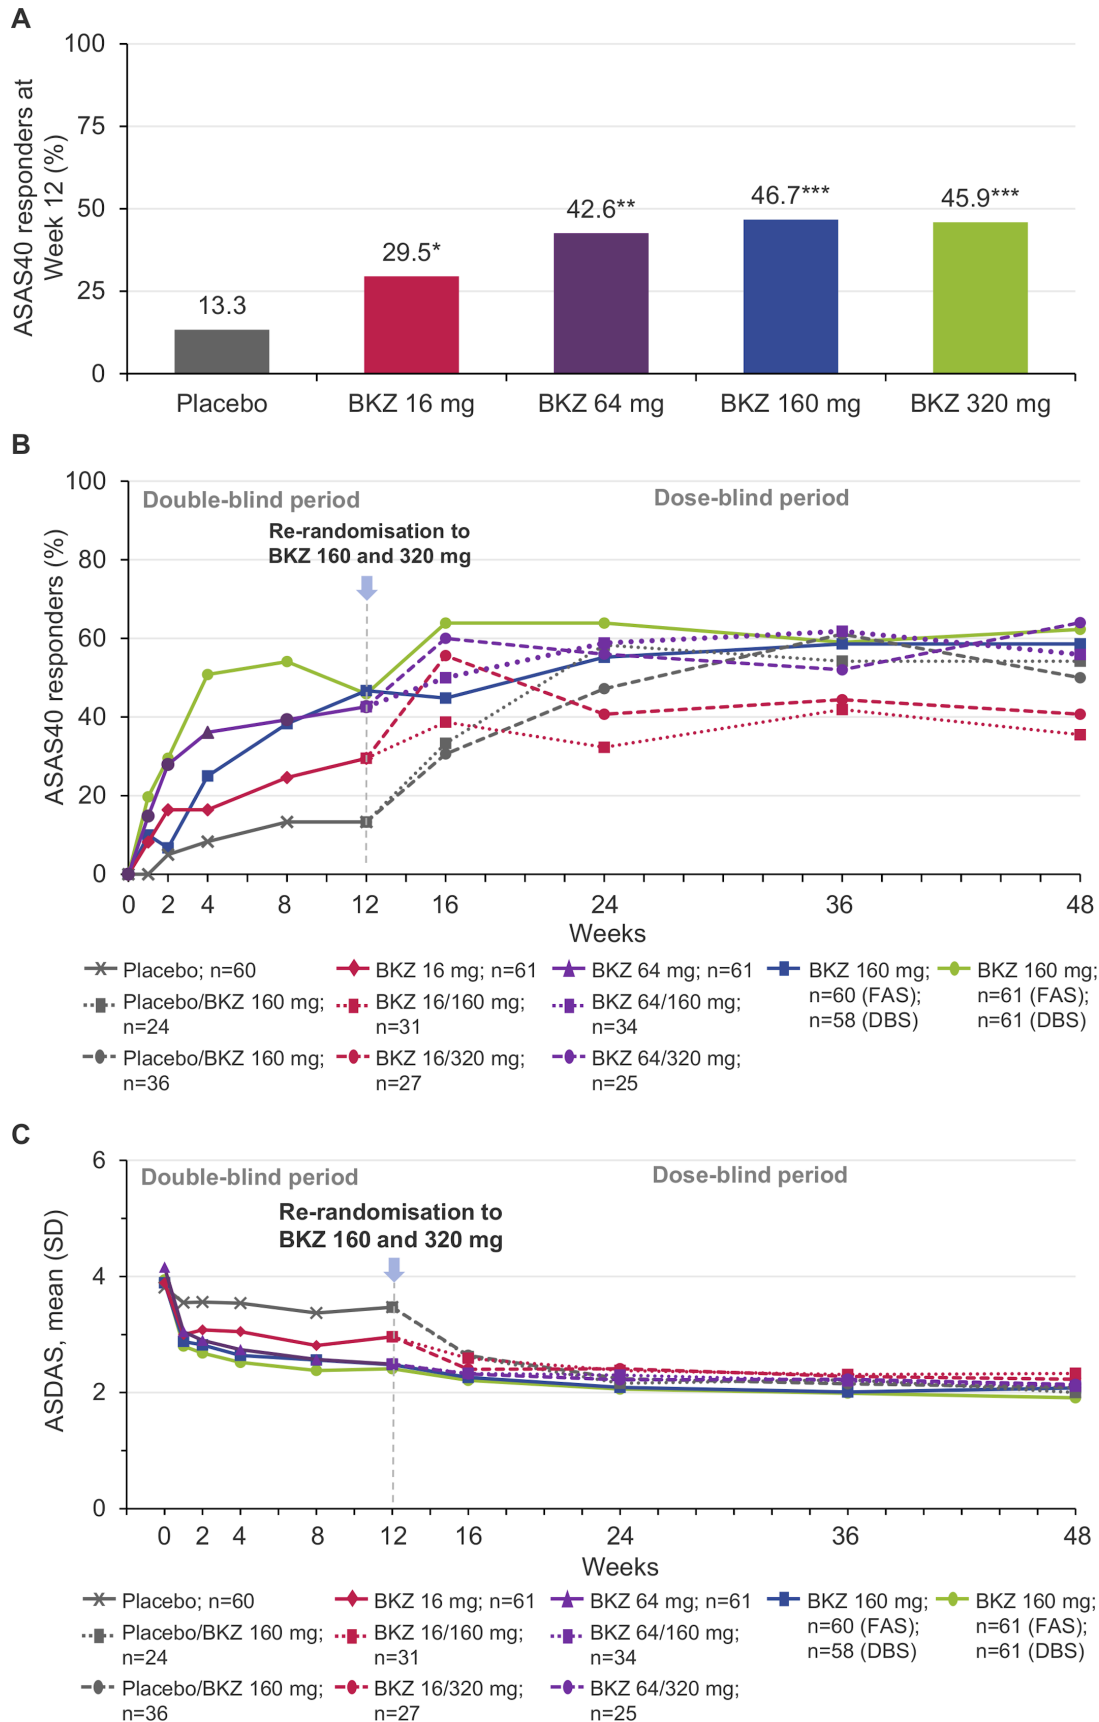 A
ASAS40 responders at
Week 12 (%)
100
75
50
25
0
13.3
29.5*
42.6**
46.7***
45.9***
Placebo
BKZ 16 mg
BKZ 64 mg
BKZ 160 mg
BKZ 320 mg
B
ASAS40 responders (%)
100
80
60
40
20
0
Double-blind period
Dose-blind period
Re-randomisation to
BKZ 160 and 320 mg
0 2 4 8 12 16 24 36 48
Weeks
Placebo; n=60
BKZ 16 mg; n=61
BKZ 64 mg; n=61
BKZ 160 mg;
n=60 (FAS);
n=58 (DBS)
BKZ 160 mg;
n=61 (FAS);
n=61 (DBS)
Placebo/BKZ 160 mg;
n=24
BKZ 16/160 mg;
n=31
BKZ 64/160 mg;
n=34
Placebo/BKZ 160 mg;
n=36
BKZ 16/320 mg;
n=27
BKZ 64/320 mg;
n=25
C
ADAS, mean (SD)
6
4
2
0
Double-blind period
Dose-blind period
Re-randomisation to
BKZ 160 and 320 mg
0 2 4 8 12 16 24 36 48
Weeks
Placebo; n=60
BKZ 16 mg; n=61
BKZ 64 mg; n=61
BKZ 160 mg;
n=60 (FAS);
n=58 (DBS)
BKZ 160 mg;
n=61 (FAS);
n=61 (DBS)
Placebo/BKZ 160 mg;
n=24
BKZ 16/160 mg;
n=31
BKZ 64/160 mg;
n=34
Placebo/BKZ 160 mg;
n=36
BKZ 16/320 mg;
n=27
BKZ 64/320 mg;
n=25